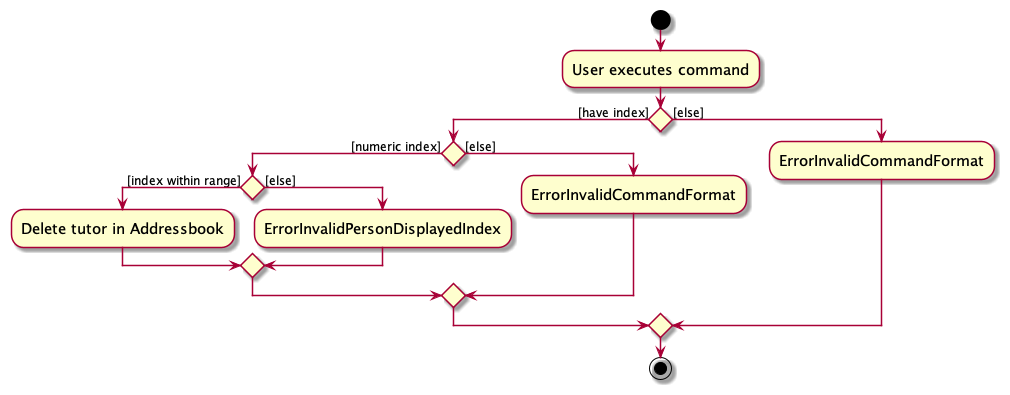 User executes command
[have index]
[else]
[numeric index]
[else]
ErrorInvalidCommandFormat
[index within range]
[else]
ErrorInvalidCommandFormat
Delete tutor in Addressbook
ErrorInvalidPersonDisplayedIndex